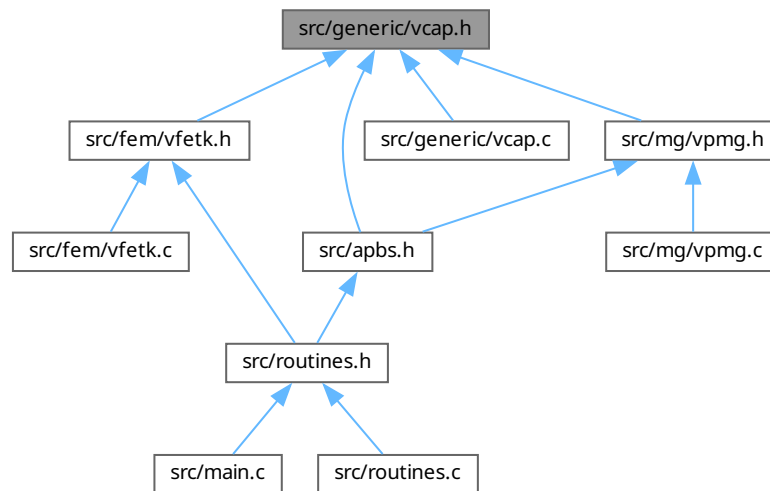 src/generic/vcap.h
src/fem/vfetk.h
src/generic/vcap.c
src/mg/vpmg.h
src/fem/vfetk.c
src/apbs.h
src/mg/vpmg.c
src/routines.h
src/main.c
src/routines.c